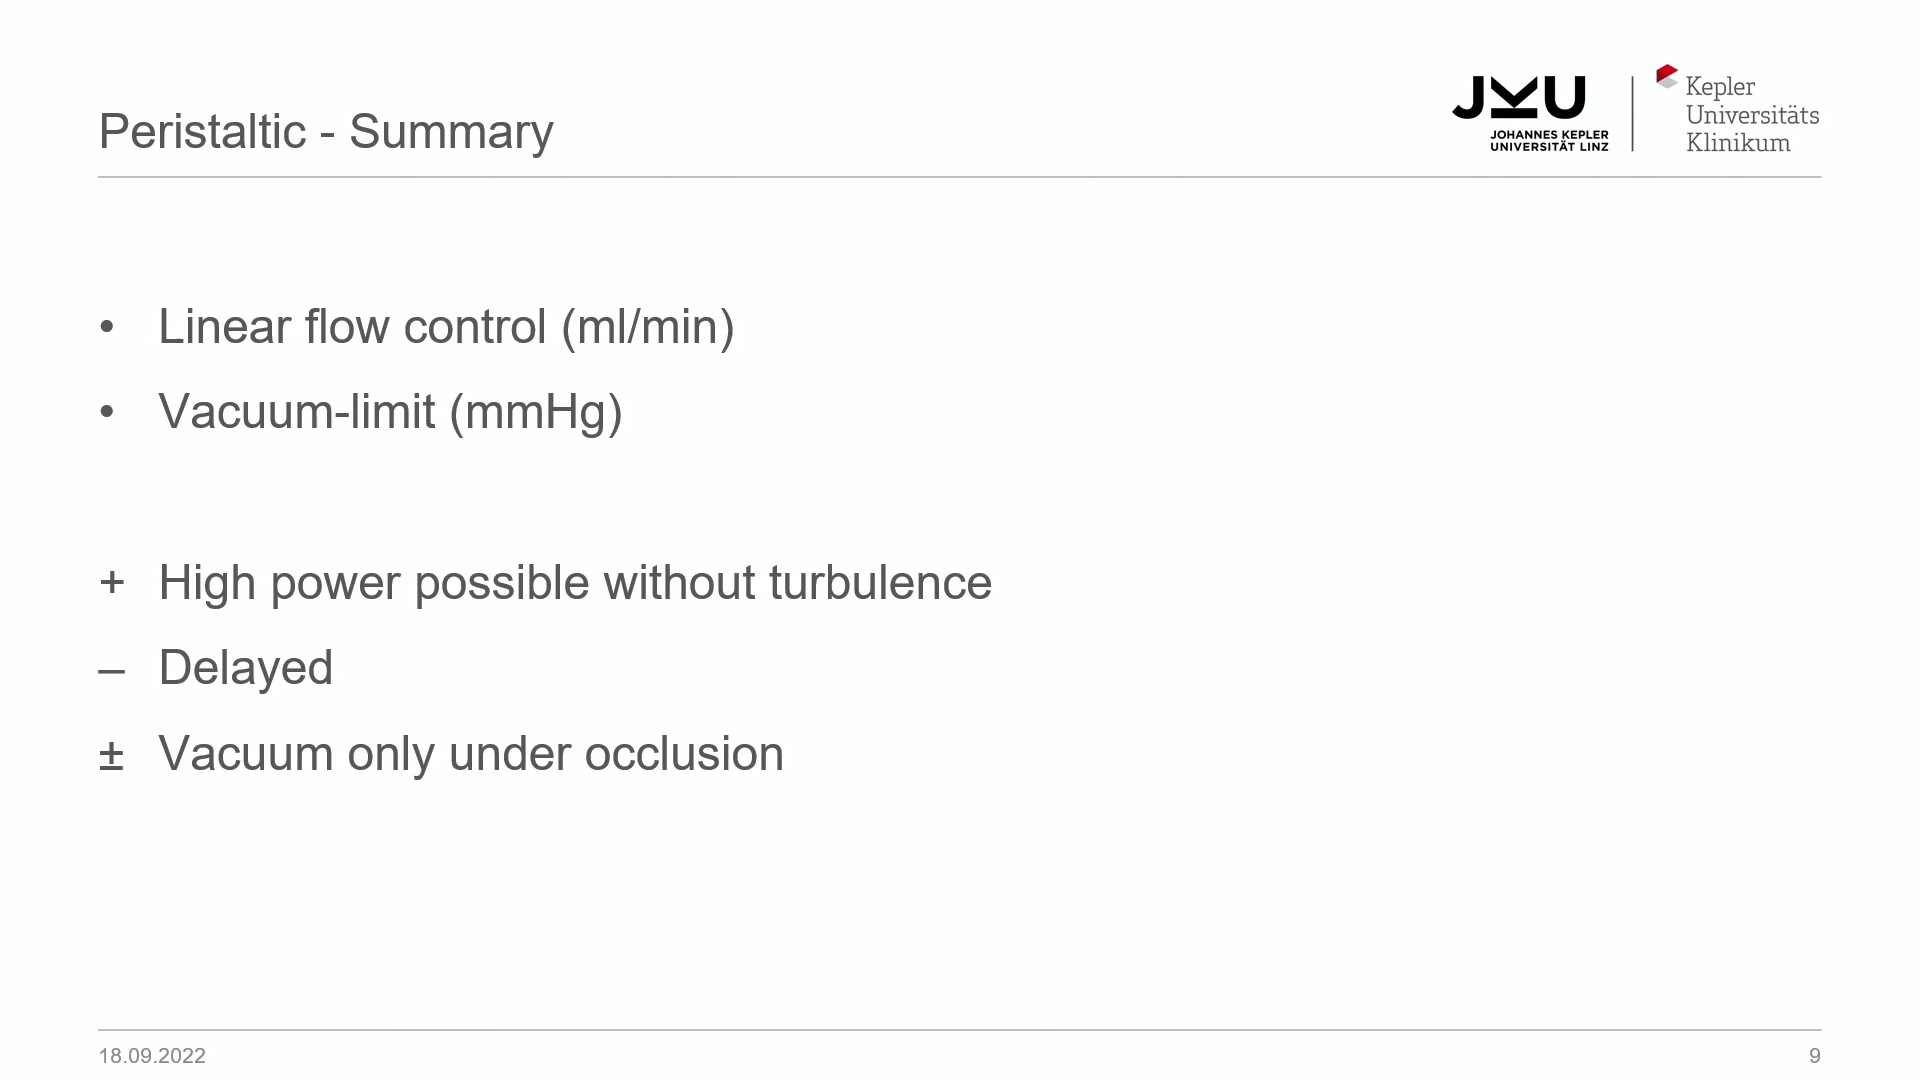 Peristaltic - Summary
JKU
JOHANNES KEPLER
UNIVERSITÄT LINZ
Kepler
Universitäts
Klinikum
• Linear flow control (ml/min)
• Vacuum-limit (mmHg)
+ High power possible without turbulence
– Delayed
± Vacuum only under occlusion
18.09.2022
9